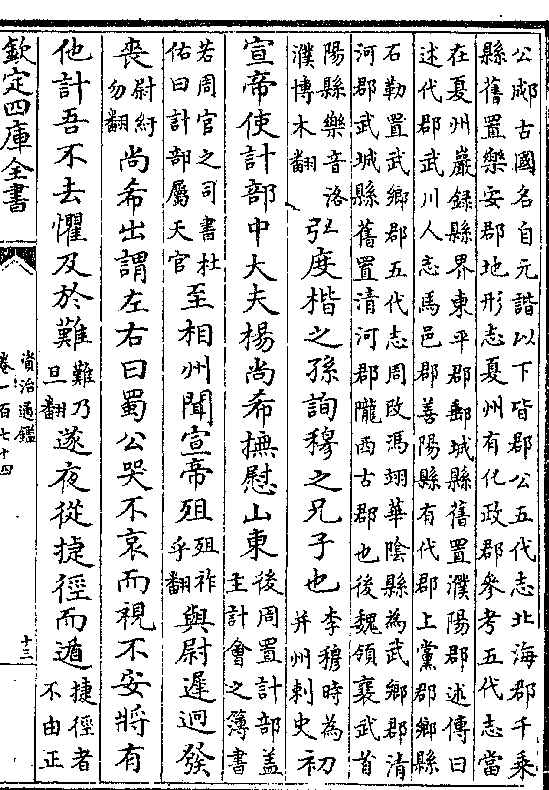 公郕古國名自元諧以下皆郡公五代志北海郡千乗
縣舊置樂安郡地形志夏州有化政郡參考五代志當
在夏州巖録縣界東平郡鄄城縣舊置濮陽郡述傳曰
述代郡武川人志馬邑郡善陽縣有代郡上黨郡鄉縣
石勒置武鄉郡五代志周改馮翊華陰縣為武鄉郡清
河郡武城縣舊置清河郡隴西古郡也後魏領襄武首
陽縣樂音洛
濮博木翻
弘度楷之孫詢穆之兄子也
李穆時為
并州刺史
初
宣帝使計部中大夫楊尚希撫慰山東
後周置計部蓋
主計會之簿書
若周官之司書杜
佑曰計部屬天官
至相州聞宣帝殂
殂祚
乎翻
與尉遲迥發
喪
尉紆
勿翻
尚希出謂左右曰蜀公哭不哀而視不安將有
他計吾不去懼及於難
難乃
旦翻
遂夜從捷徑而遁
捷徑者
不由正
欽定四庫全書
資治通鑑
卷一百七十四
十三